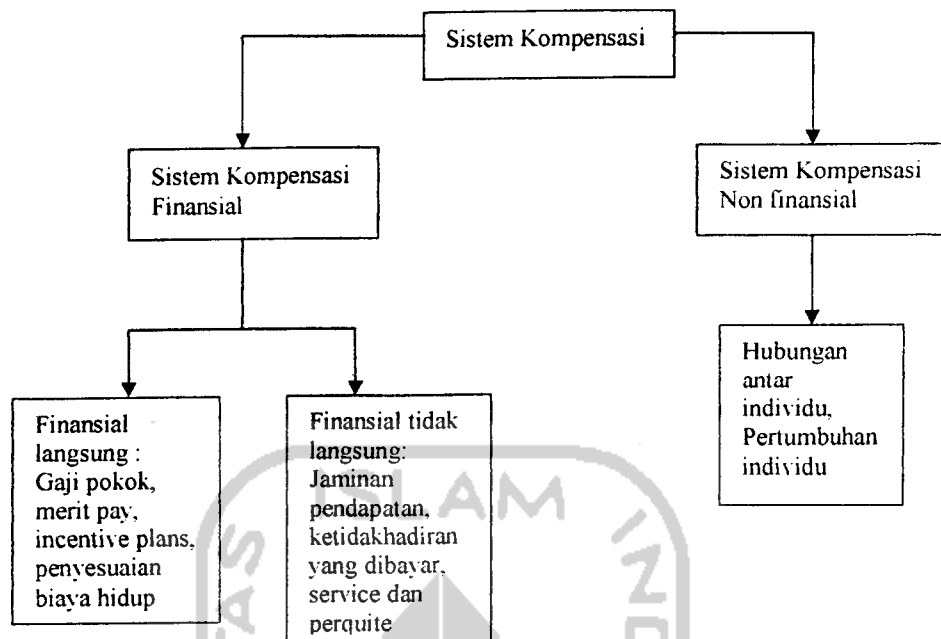 Sistem Kompensasi
Sistem Kompensasi
Finansial
Sistem Kompensasi
Non finansial
Finansial
langsung :
Gaji pokok,
merit pay,
incentive plans,
penyesuaian
biaya hidup
Finansial tidak
langsung:
Jaminan
pendapatan,
ketidakhadiran
yang dibayar,
service dan
perquite
Hubungan
antar
individu,
Pertumbuhan
individu
ISLAM